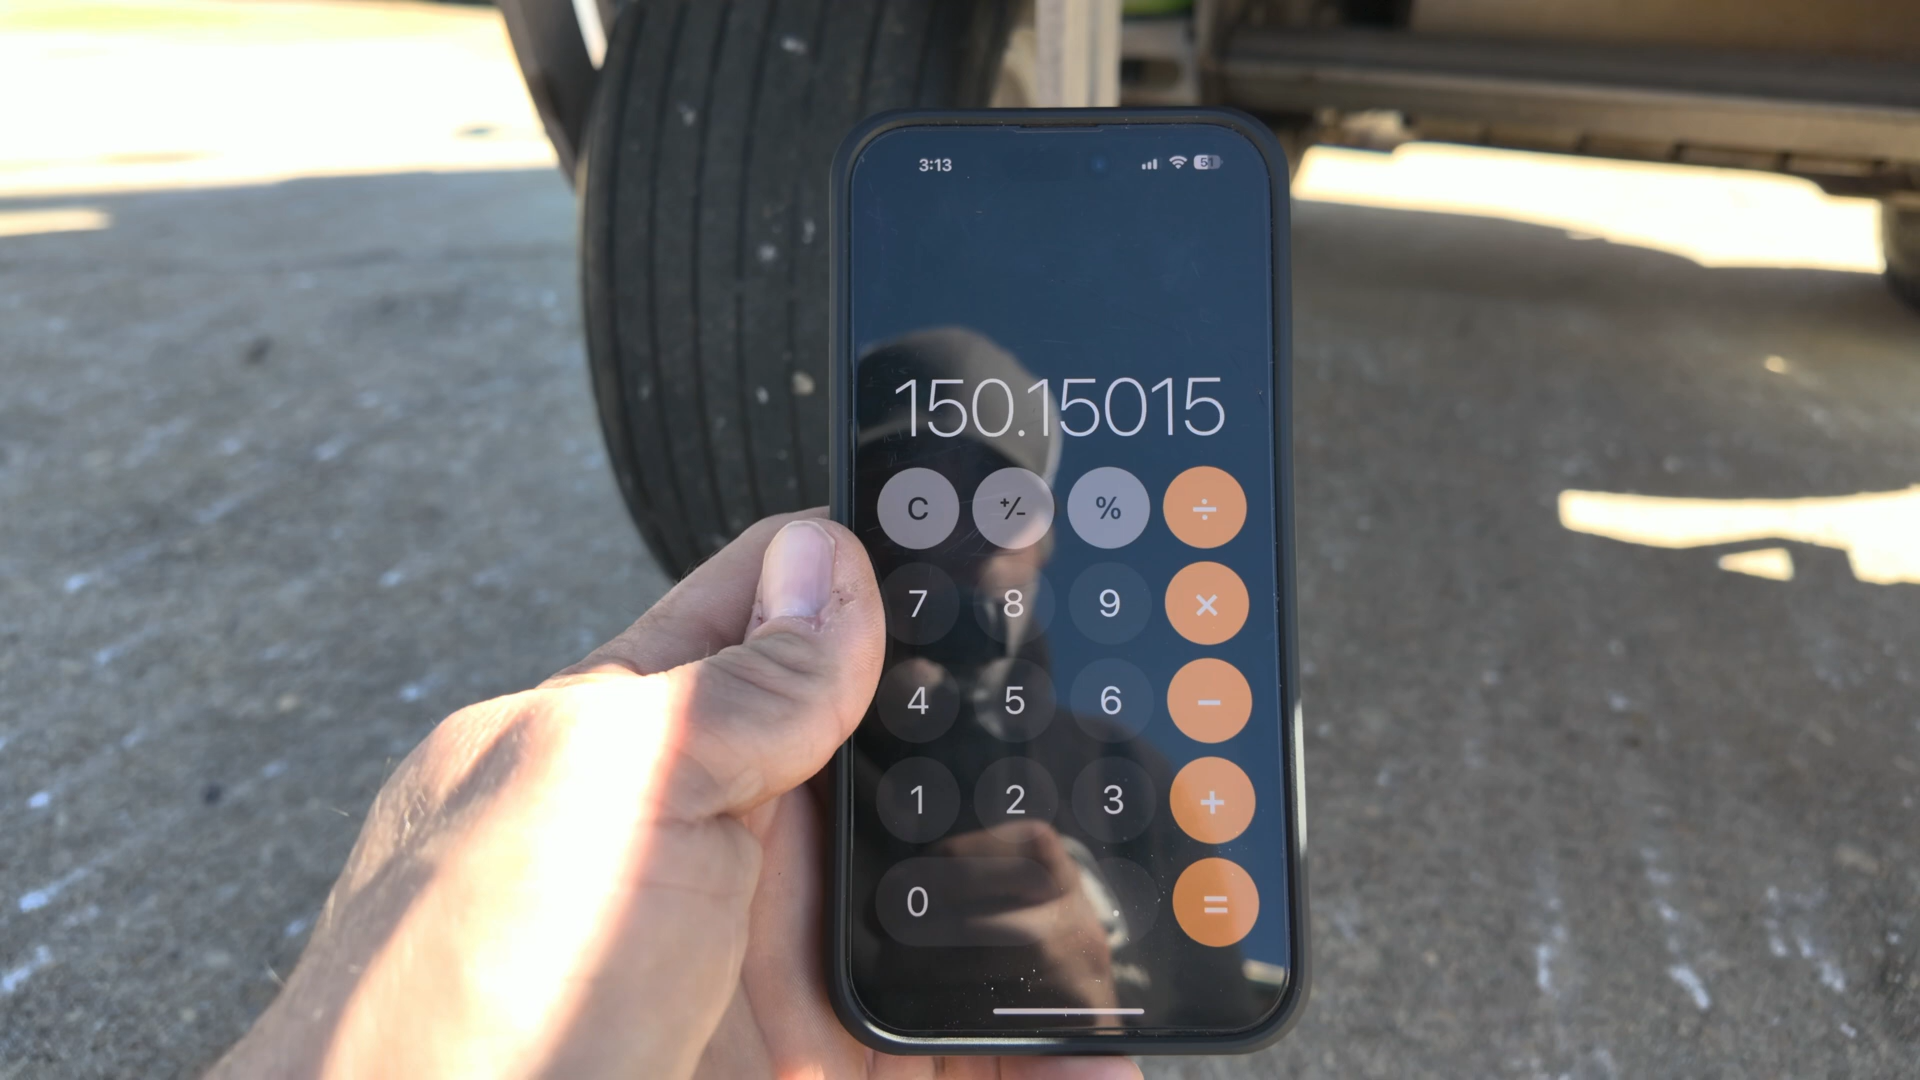 3:13 51
150.15015
C +/- % ÷
7 8 9 ×
4 5 6 −
1 2 3 +
0 . =